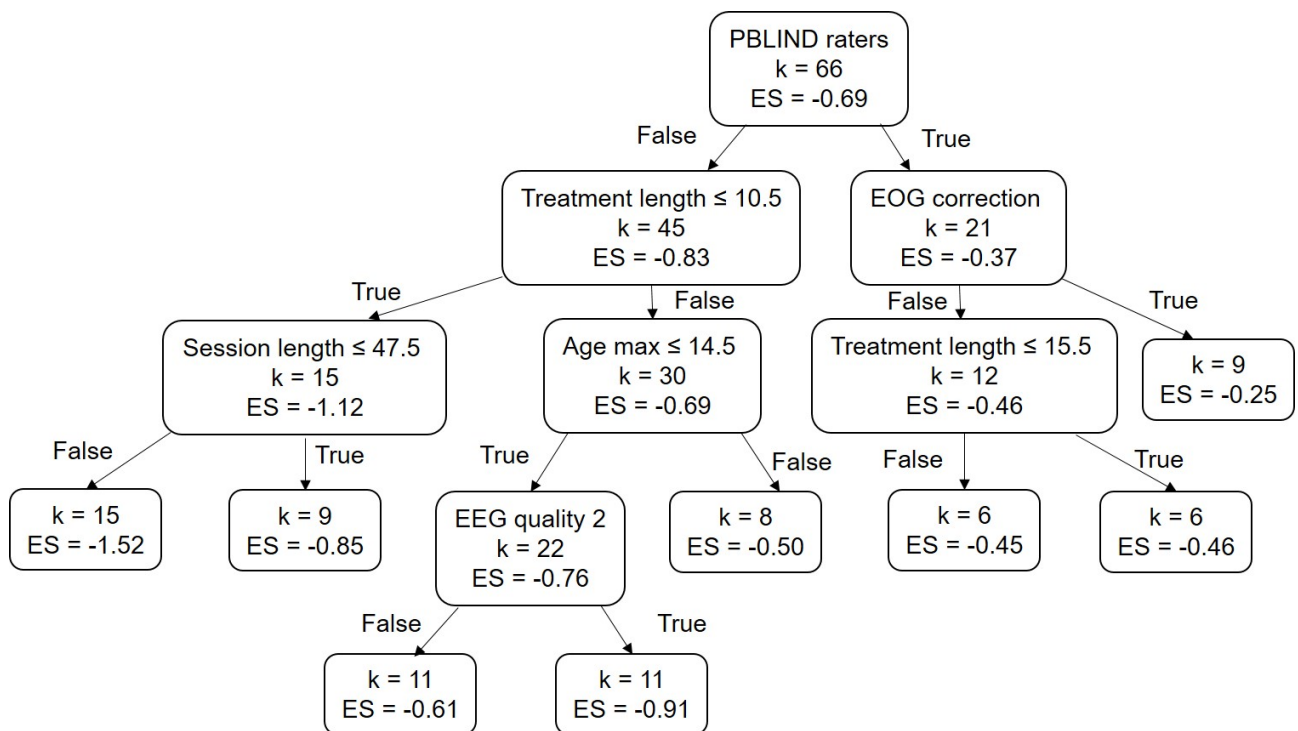 PBLIND raters
k = 66
ES = -0.69
False
True
Treatment length ≤ 10.5
k = 45
ES = -0.83
EOG correction
k = 21
ES = -0.37
True
False
False
True
Session length ≤ 47.5
k = 15
ES = -1.12
Age max ≤ 14.5
k = 30
ES = -0.69
Treatment length ≤ 15.5
k = 12
ES = -0.46
k = 9
ES = -0.25
False
True
True
False
False
True
k = 15
ES = -1.52
k = 9
ES = -0.85
EEG quality 2
k = 22
ES = -0.76
k = 8
ES = -0.50
k = 6
ES = -0.45
k = 6
ES = -0.46
False
True
k = 11
ES = -0.61
k = 11
ES = -0.91